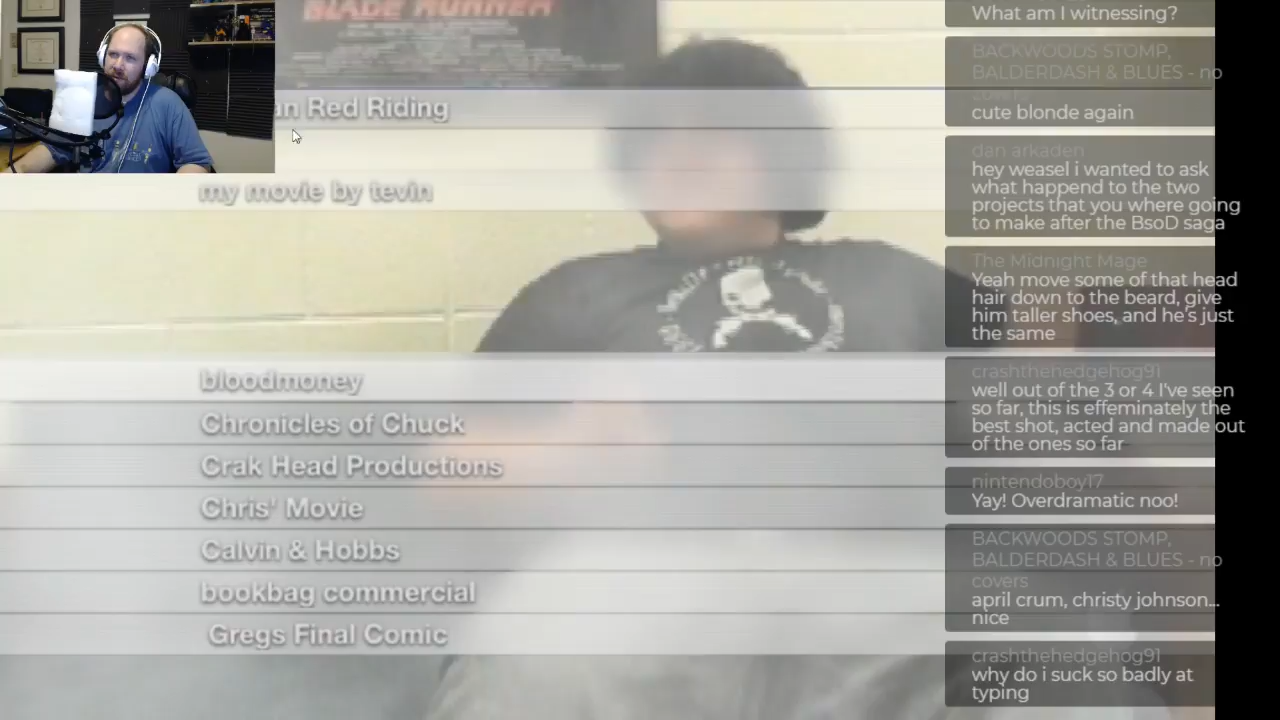 BLADE RUNNER
n Red Riding
my movie by tevin
bloodmoney
Chronicles of Chuck
Crak Head Productions
Chris' Movie
Calvin & Hobbs
bookbag commercial
Gregs Final Comic
What am I witnessing?
BACKWOODS STOMP,
BALDERDASH & BLUES - no
cute blonde again
dan arkaden
hey weasel i wanted to ask
what happend to the two
projects that you where going
to make after the BsoD saga
The Midnight Mage
Yeah move some of that head
hair down to the beard, give
him taller shoes, and he's just
the same
crashthehedgehog91
well out of the 3 or 4 I've seen
so far, this is effeminately the
best shot, acted and made out
of the ones so far
nintendoboy17
Yay! Overdramatic noo!
BACKWOODS STOMP,
BALDERDASH & BLUES - no
covers
april crum, christy johnson...
nice
crashthehedgehog91
why do i suck so badly at
typing